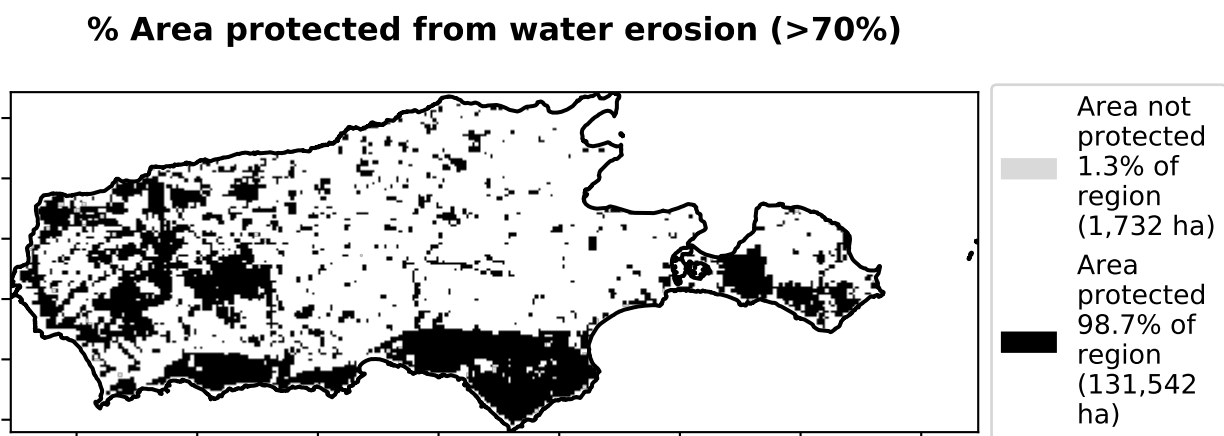 % Area protected from water erosion (>70%)
Area not
protected
1.3% of
region
(1,732 ha)
Area
protected
98.7% of
region
(131,542
ha)